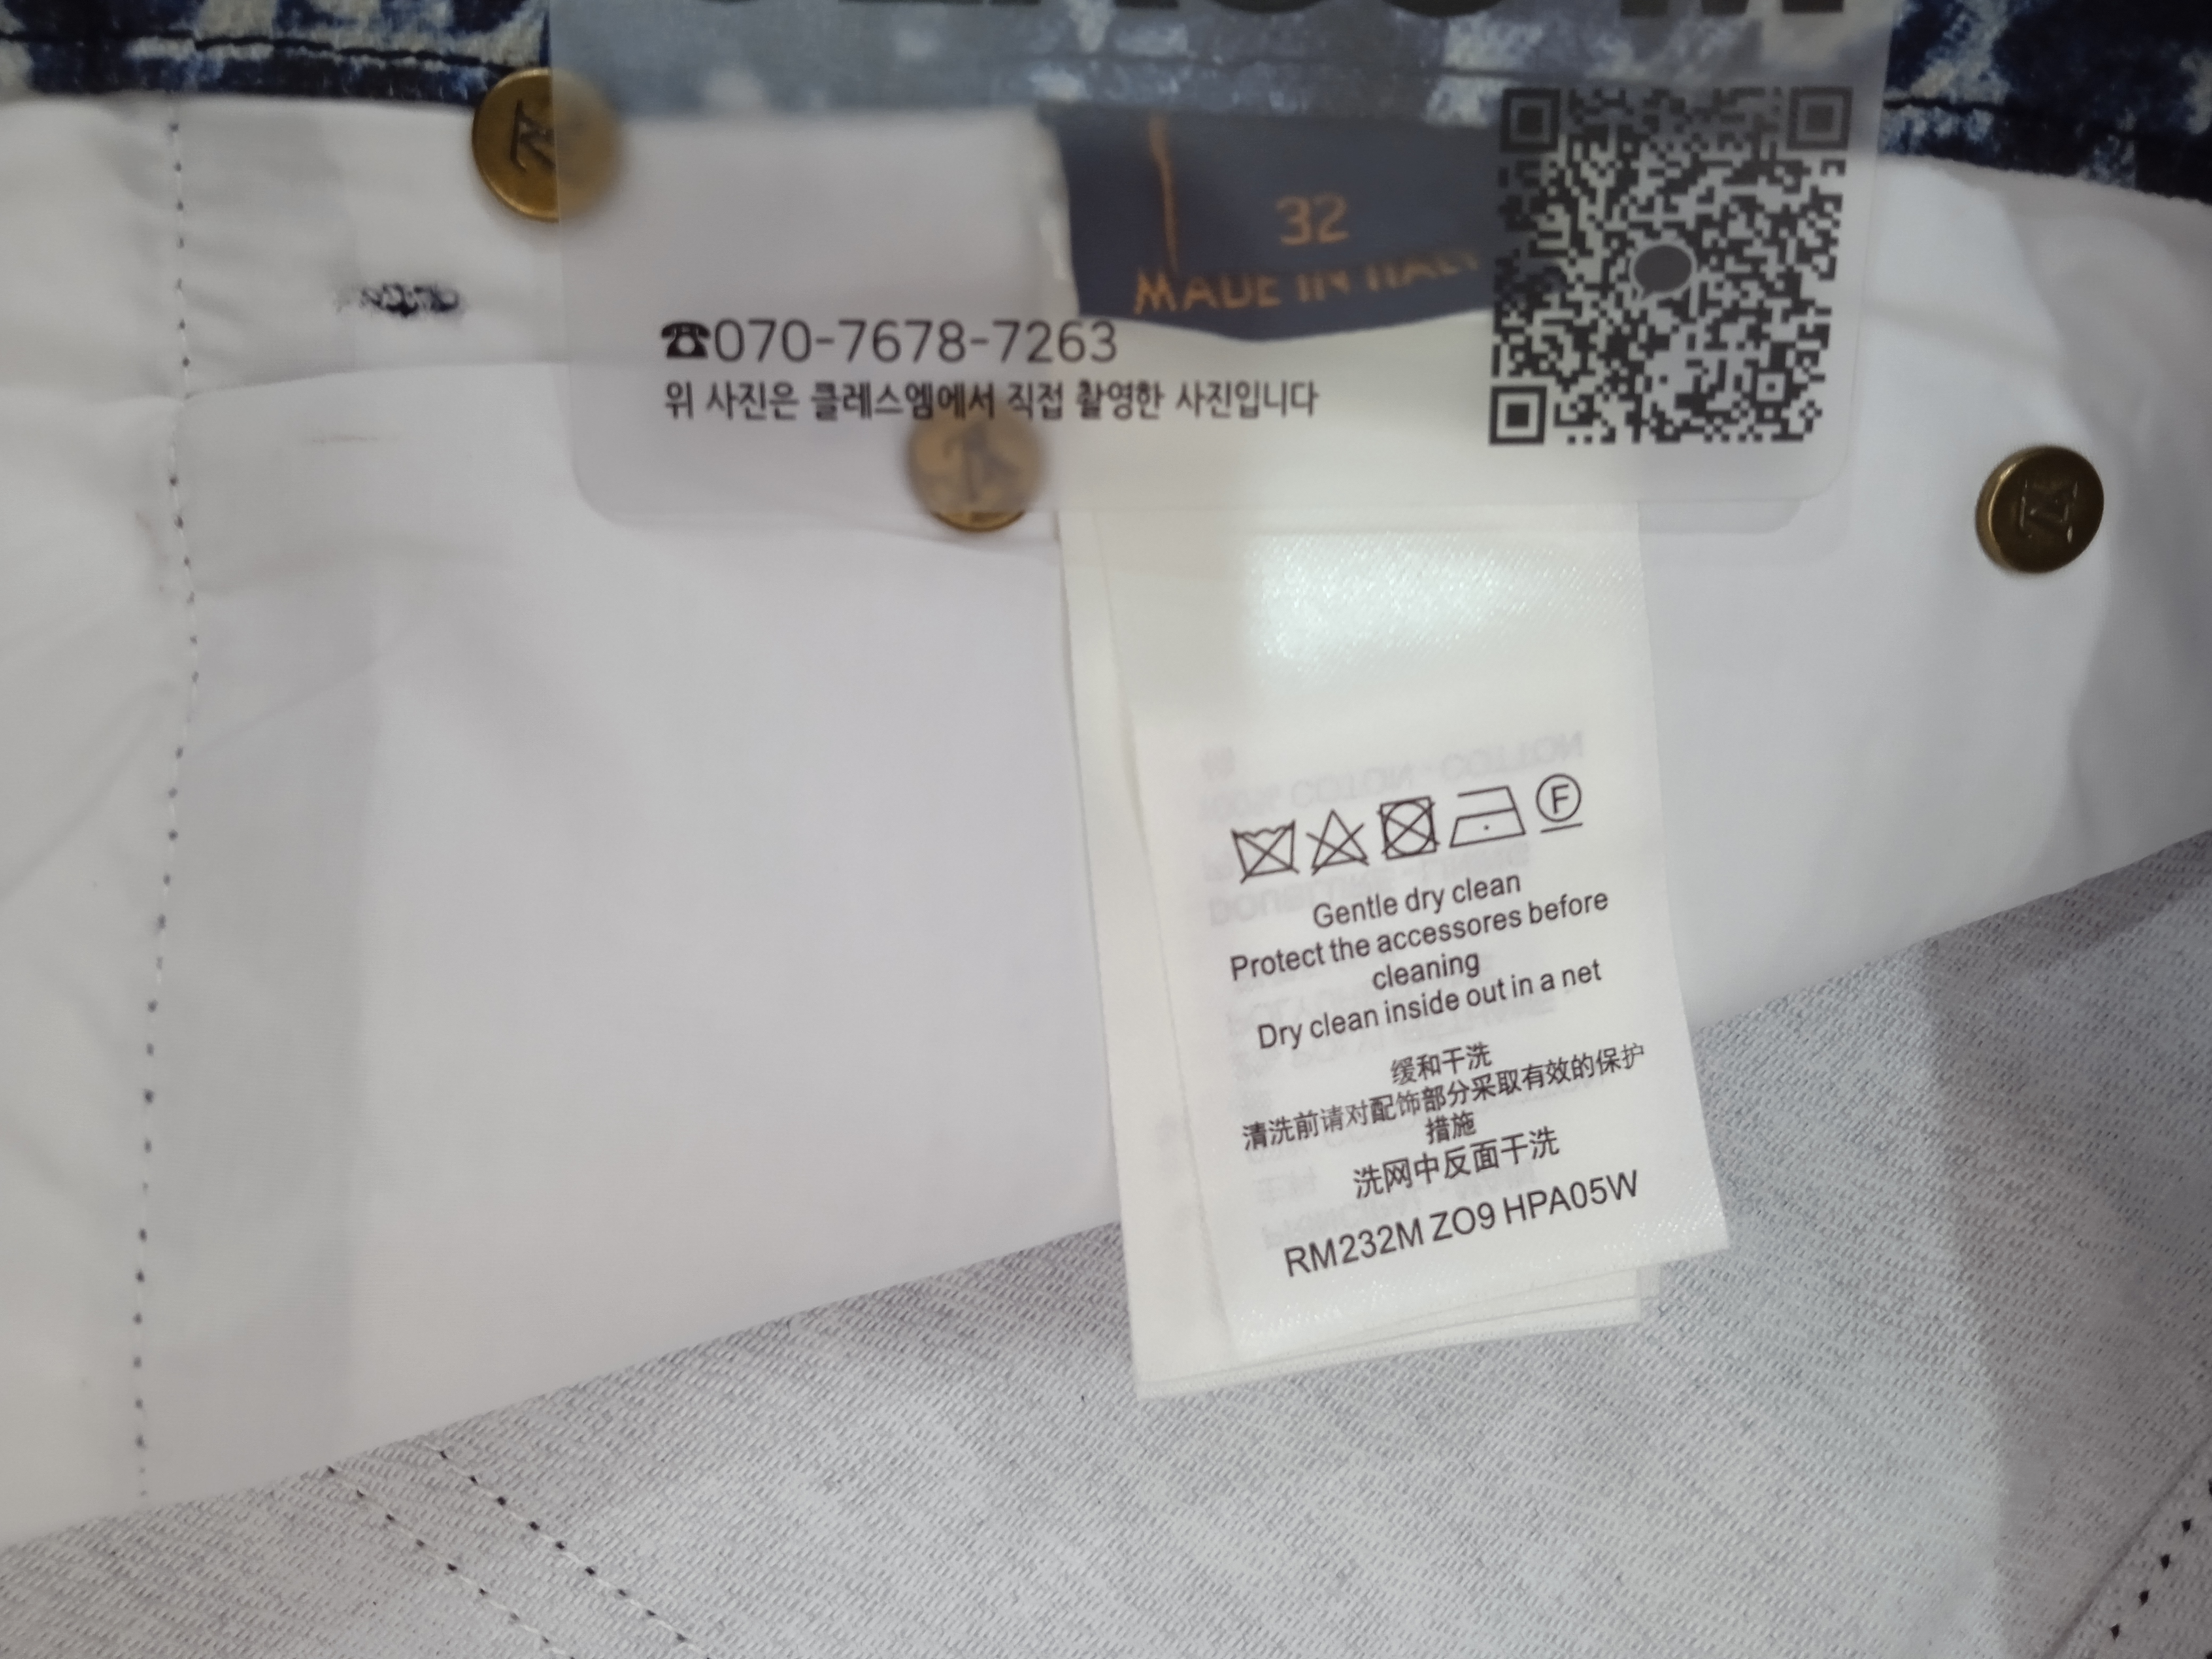 32
MADE IN ITALY
☎070-7678-7263
위 사진은 클레스엠에서 직접 촬영한 사진입니다
F
Gentle dry clean
Protect the accessores before
cleaning
Dry clean inside out in a net
缓和干洗
清洗前请对配饰部分采取有效的保护
措施
洗网中反面干洗
RM232M ZO9 HPA05W